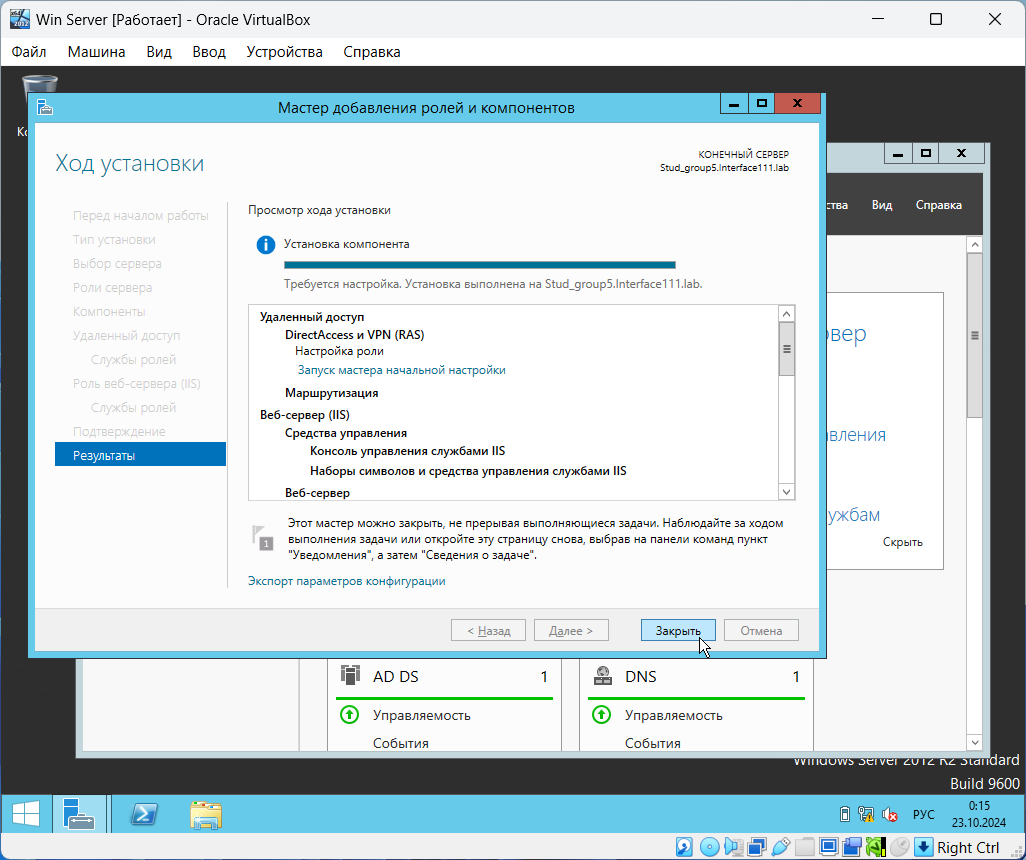 Win Server [Работает] - Oracle VirtualBox
Файл Машина Вид Ввод Устройства Справка
Мастер добавления ролей и компонентов
Ход установки
КОНЕЧНЫЙ СЕРВЕР
Stud_group5.Interface111.lab
Вид Справка
Перед началом работы
Тип установки
Выбор сервера
Роли сервера
Компоненты
Удаленный доступ
Службы ролей
Роль веб-сервера (IIS)
Службы ролей
Подтверждение
Результаты
Просмотр хода установки
Установка компонента
Требуется настройка. Установка выполнена на Stud_group5.Interface111.lab.
Удаленный доступ
DirectAccess и VPN (RAS)
Настройка роли
Запуск мастера начальной настройки
Маршрутизация
Веб-сервер (IIS)
Средства управления
Консоль управления службами IIS
Наборы символов и средства управления службами IIS
Веб-сервер
1
Этот мастер можно закрыть, не прерывая выполняющиеся задачи. Наблюдайте за ходом
выполнения задачи или откройте эту страницу снова, выбрав на панели команд пункт
"Уведомления", а затем "Сведения о задаче".
Экспорт параметров конфигурации
< Назад Далее > Закрыть Отмена
Скрыть
AD DS 1
Управляемость
События
DNS 1
Управляемость
События
Windows Server 2012 R2 Standard
Build 9600
РУС
0:15
23.10.2024
Right Ctrl